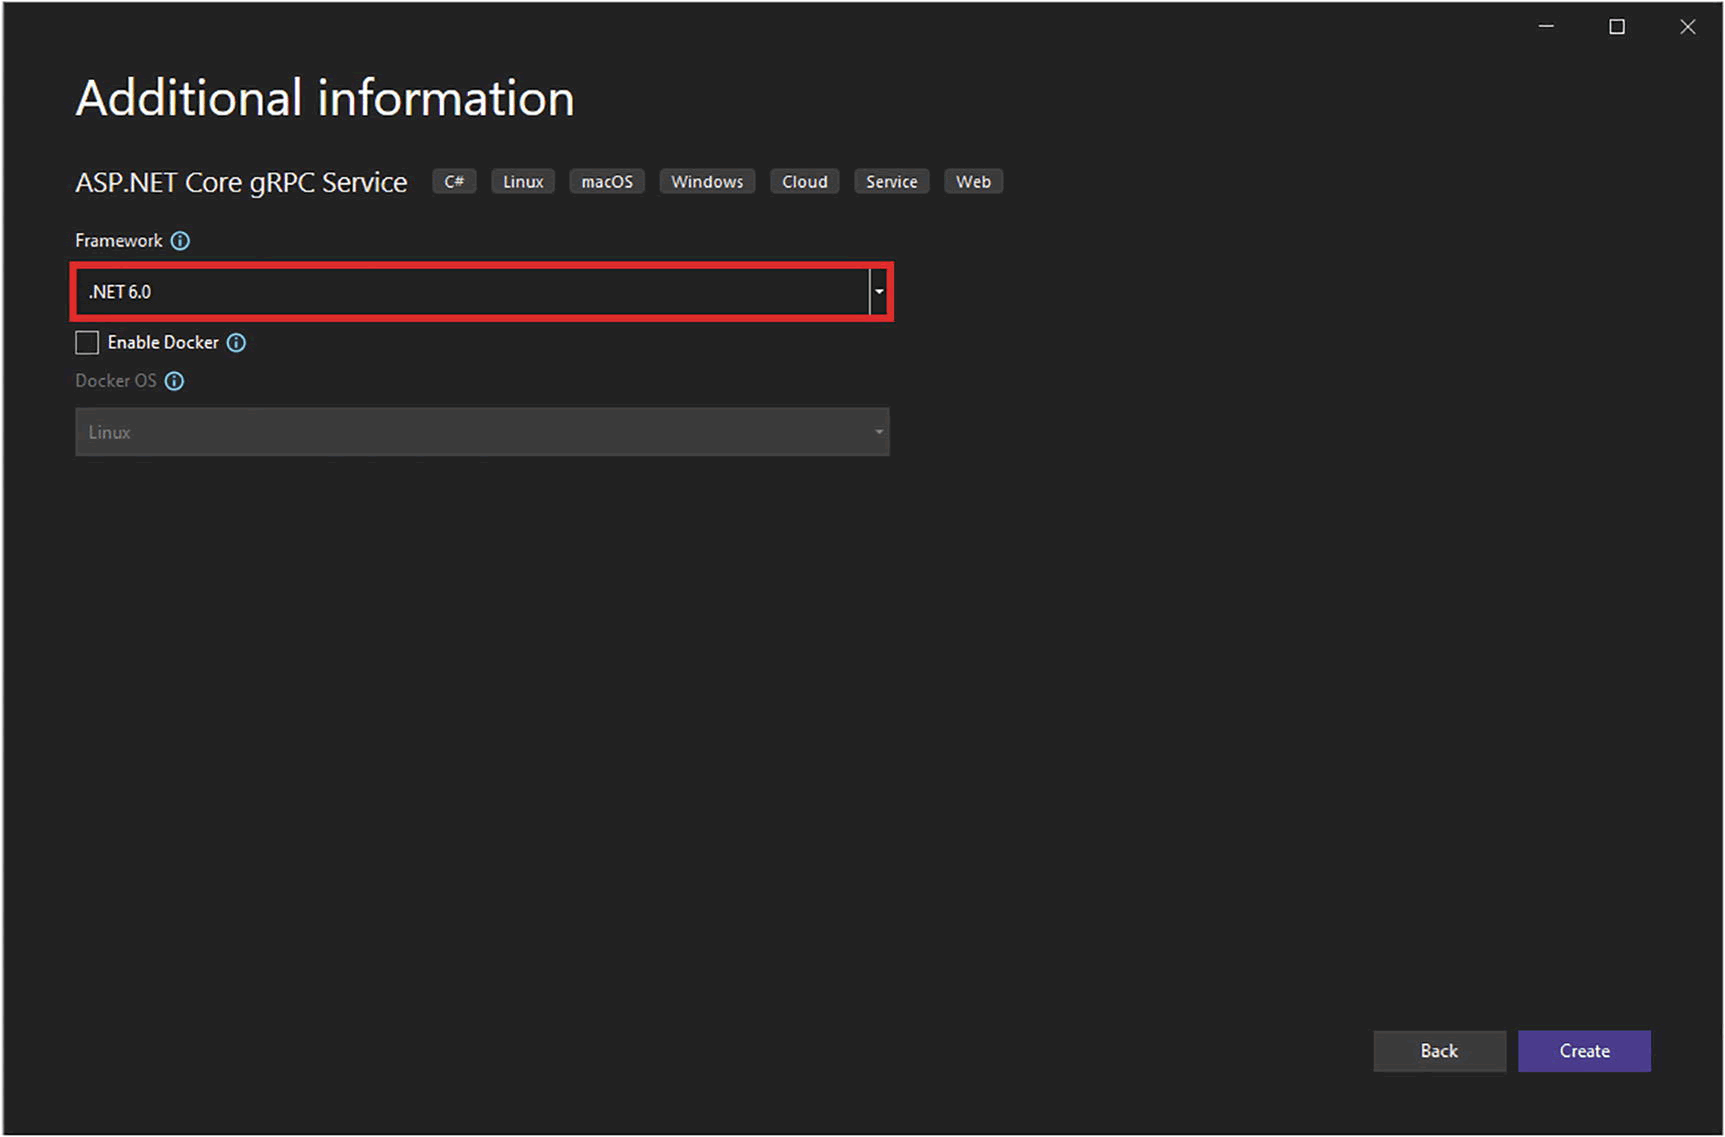 Additional information
ASP.NET Core gRPC Service C# Linux macOS Windows Cloud Service Web
Framework
.NET 6.0
Enable Docker
Docker OS
Linux
Back Create